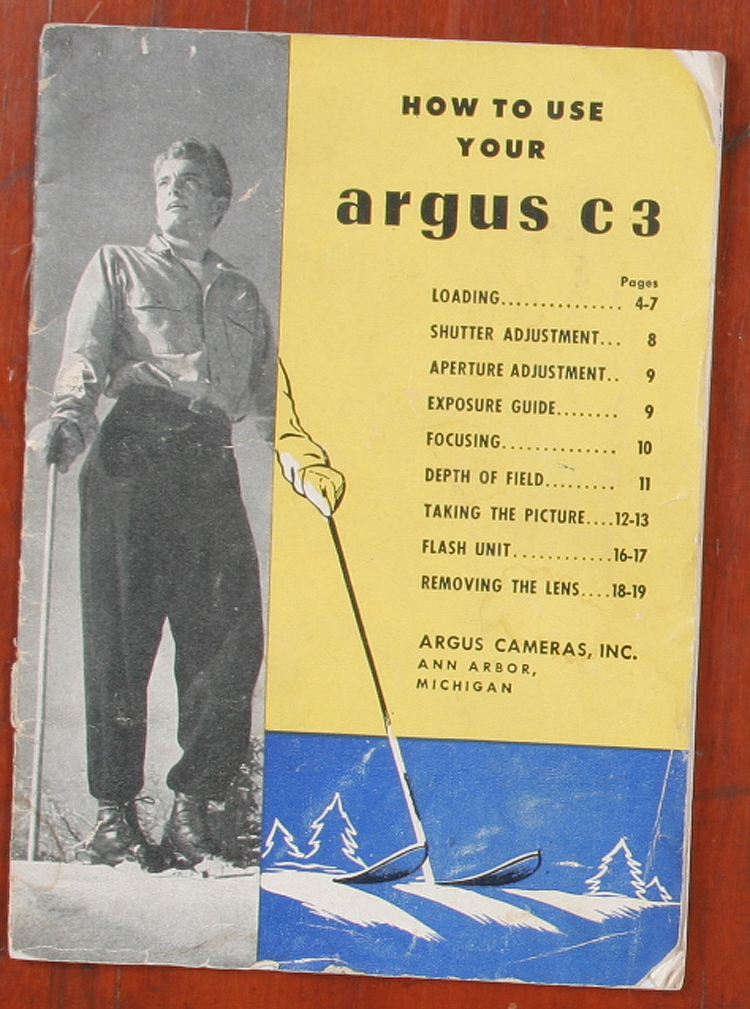 HOW TO USE
YOUR
argus c3
Pages
LOADING............... 4-7
SHUTTER ADJUSTMENT... 8
APERTURE ADJUSTMENT.. 9
EXPOSURE GUIDE........ 9
FOCUSING.............. 10
DEPTH OF FIELD......... 11
TAKING THE PICTURE....12-13
FLASH UNIT............16-17
REMOVING THE LENS....18-19
ARGUS CAMERAS, INC.
ANN ARBOR,
MICHIGAN